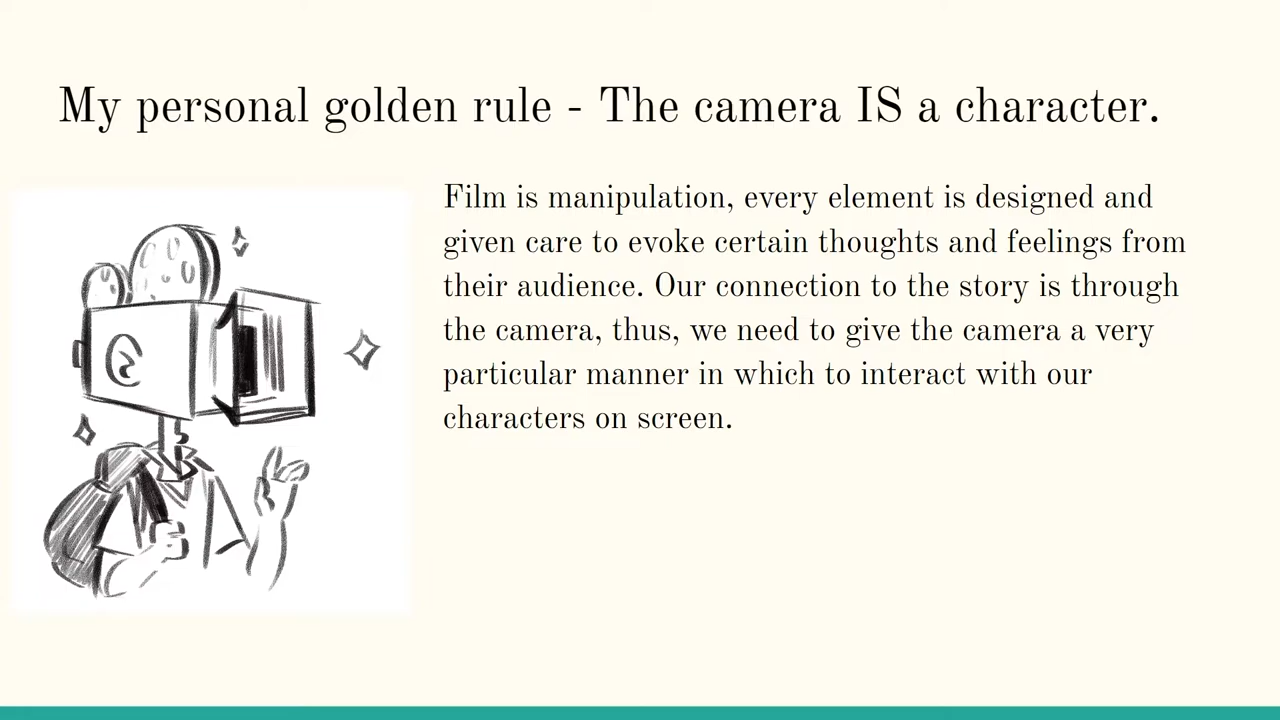 My personal golden rule - The camera IS a character.
Film is manipulation, every element is designed and
given care to evoke certain thoughts and feelings from
their audience. Our connection to the story is through
the camera, thus, we need to give the camera a very
particular manner in which to interact with our
characters on screen.